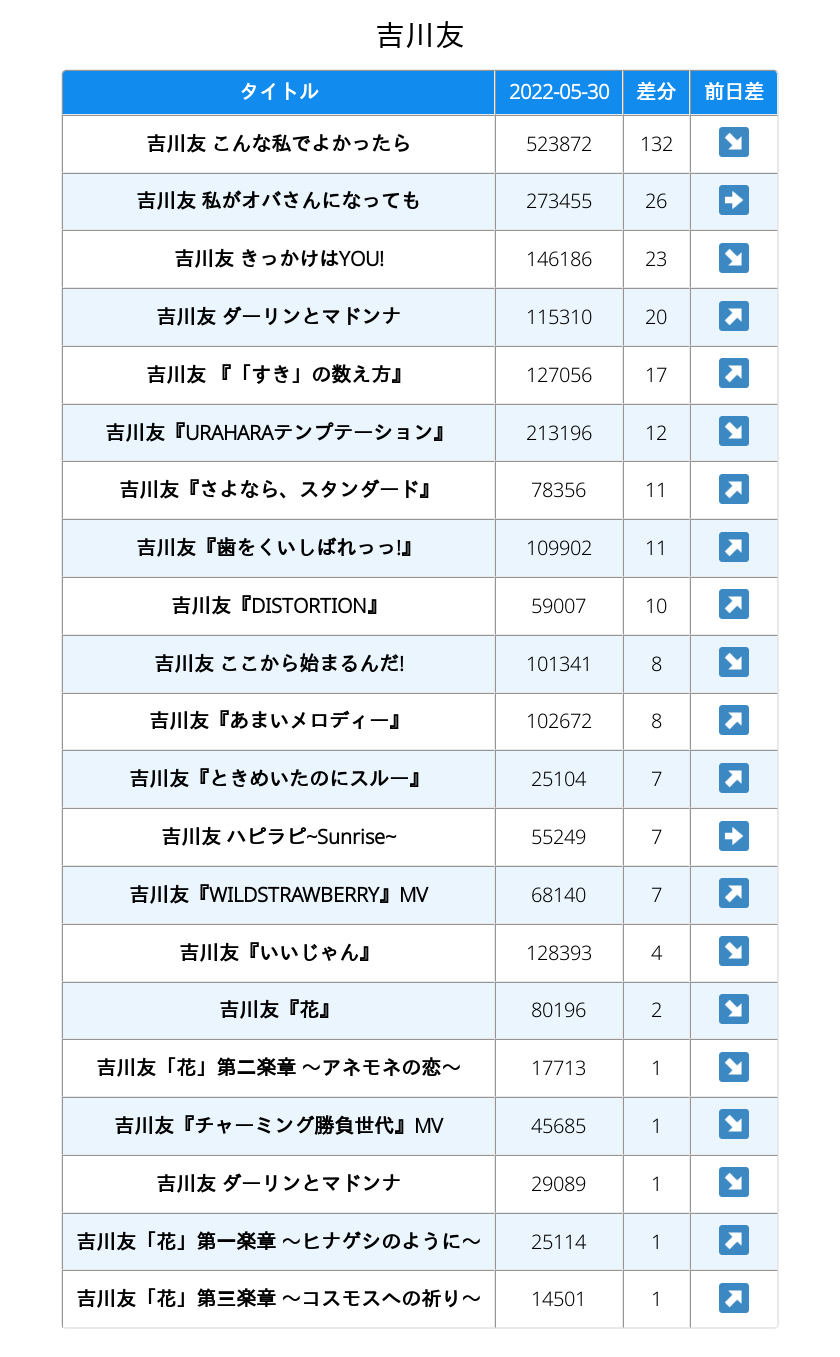 吉川友
タイトル 2022-05-30 差分 前日差
吉川友 こんな私でよかったら 523872 132 ↘
吉川友 私がオバさんになっても 273455 26 ➡
吉川友 きっかけはYOU! 146186 23 ↘
吉川友 ダーリンとマドンナ 115310 20 ↗
吉川友 『「すき」の数え方』 127056 17 ↗
吉川友『URAHARAテンプテーション』 213196 12 ↘
吉川友『さよなら、スタンダード』 78356 11 ↗
吉川友『歯をくいしばれっっ!』 109902 11 ↗
吉川友『DISTORTION』 59007 10 ↗
吉川友 ここから始まるんだ! 101341 8 ↘
吉川友『あまいメロディー』 102672 8 ↗
吉川友『ときめいたのにスルー』 25104 7 ↗
吉川友 ハピラピ~Sunrise~ 55249 7 ➡
吉川友『WILDSTRAWBERRY』MV 68140 7 ↗
吉川友『いいじゃん』 128393 4 ↘
吉川友『花』 80196 2 ↘
吉川友「花」第二楽章 ～アネモネの恋～ 17713 1 ↘
吉川友『チャーミング勝負世代』MV 45685 1 ↘
吉川友 ダーリンとマドンナ 29089 1 ↘
吉川友「花」第一楽章 ～ヒナゲシのように～ 25114 1 ↗
吉川友「花」第三楽章 ～コスモスへの祈り～ 14501 1 ↗